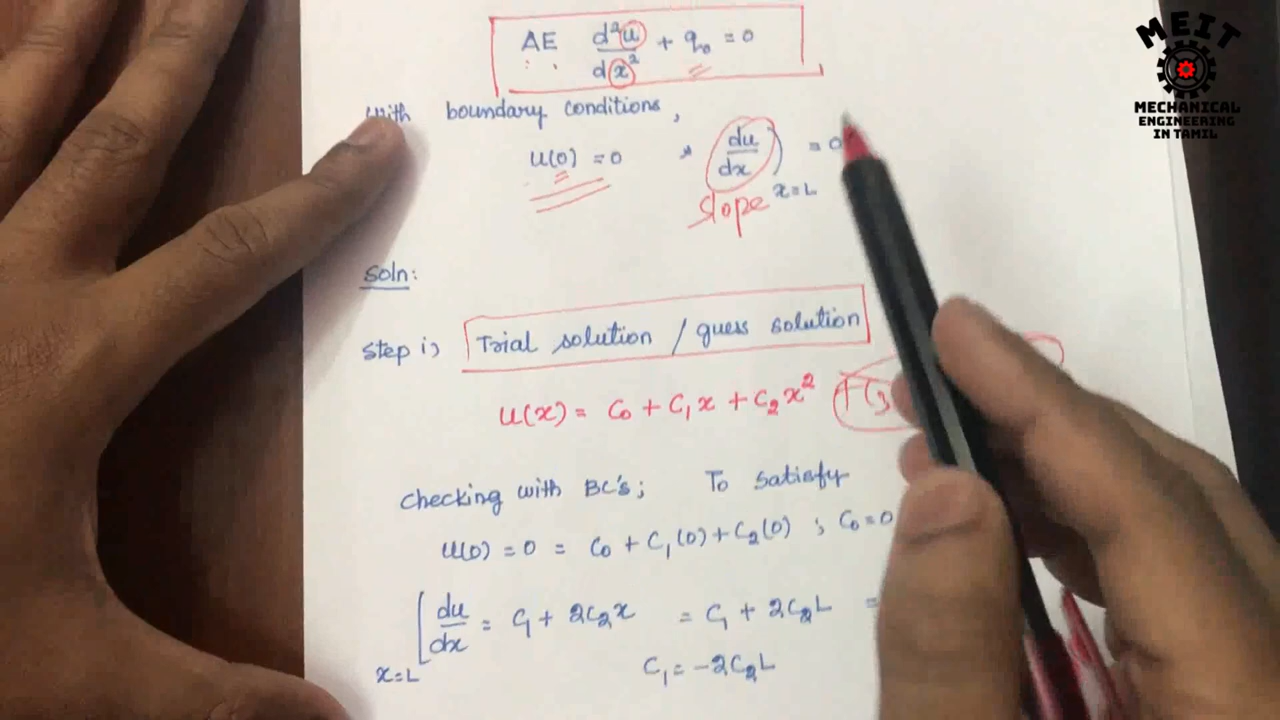 AE d²u/dx² + q₀ = 0
with boundary conditions,
u(0) = 0 * du/dx) x=L = 0
slope
Soln:
Step i, Trial solution / guess solution
u(x) = C₀ + C₁x + C₂x² + C₃
Checking with BC's; To satisfy
u(0) = 0 = C₀ + C₁(0) + C₂(0) ; C₀ = 0
[du/dx = C₁ + 2C₂x = C₁ + 2C₂L =
x=L
C₁ = -2C₂L
MEIT
MECHANICAL
ENGINEERING
IN TAMIL